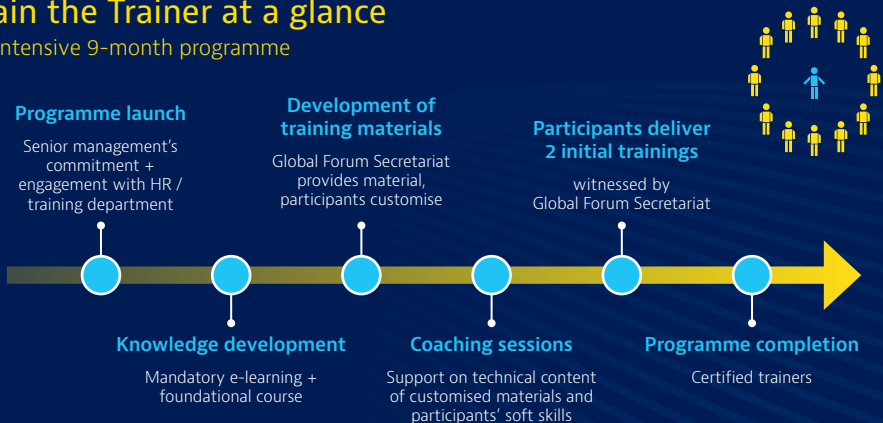 ain the Trainer at a glance
ntensive 9-month programme
Programme launch
Senior management's
commitment +
engagement with HR /
training department
Development of
training materials
Global Forum Secretariat
provides material,
participants customise
Participants deliver
2 initial trainings
witnessed by
Global Forum Secretariat
Knowledge development
Mandatory e-learning +
foundational course
Coaching sessions
Support on technical content
of customised materials and
participants' soft skills
Programme completion
Certified trainers